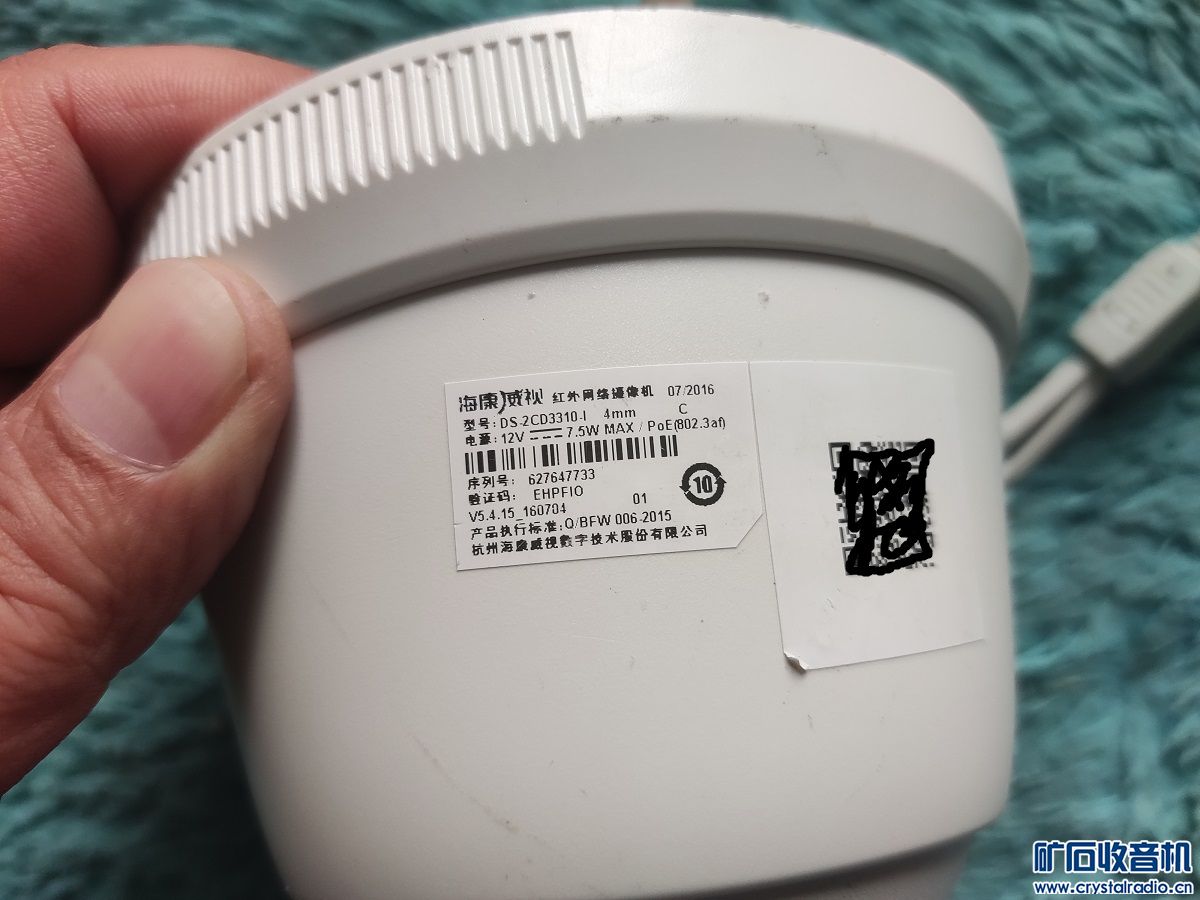 海康威视 红外网络摄像机 07/2016
型号: DS-2CD3310-I 4mm C
电源: 12V 7.5W MAX / PoE(802.3af)
序列号: 627647733
验证码: EHPFIO 01
10
V5.4.15_160704
产品执行标准: Q/BFW 006-2015
杭州海康威视数字技术股份有限公司
矿石收音机
www.crystalradio.cn